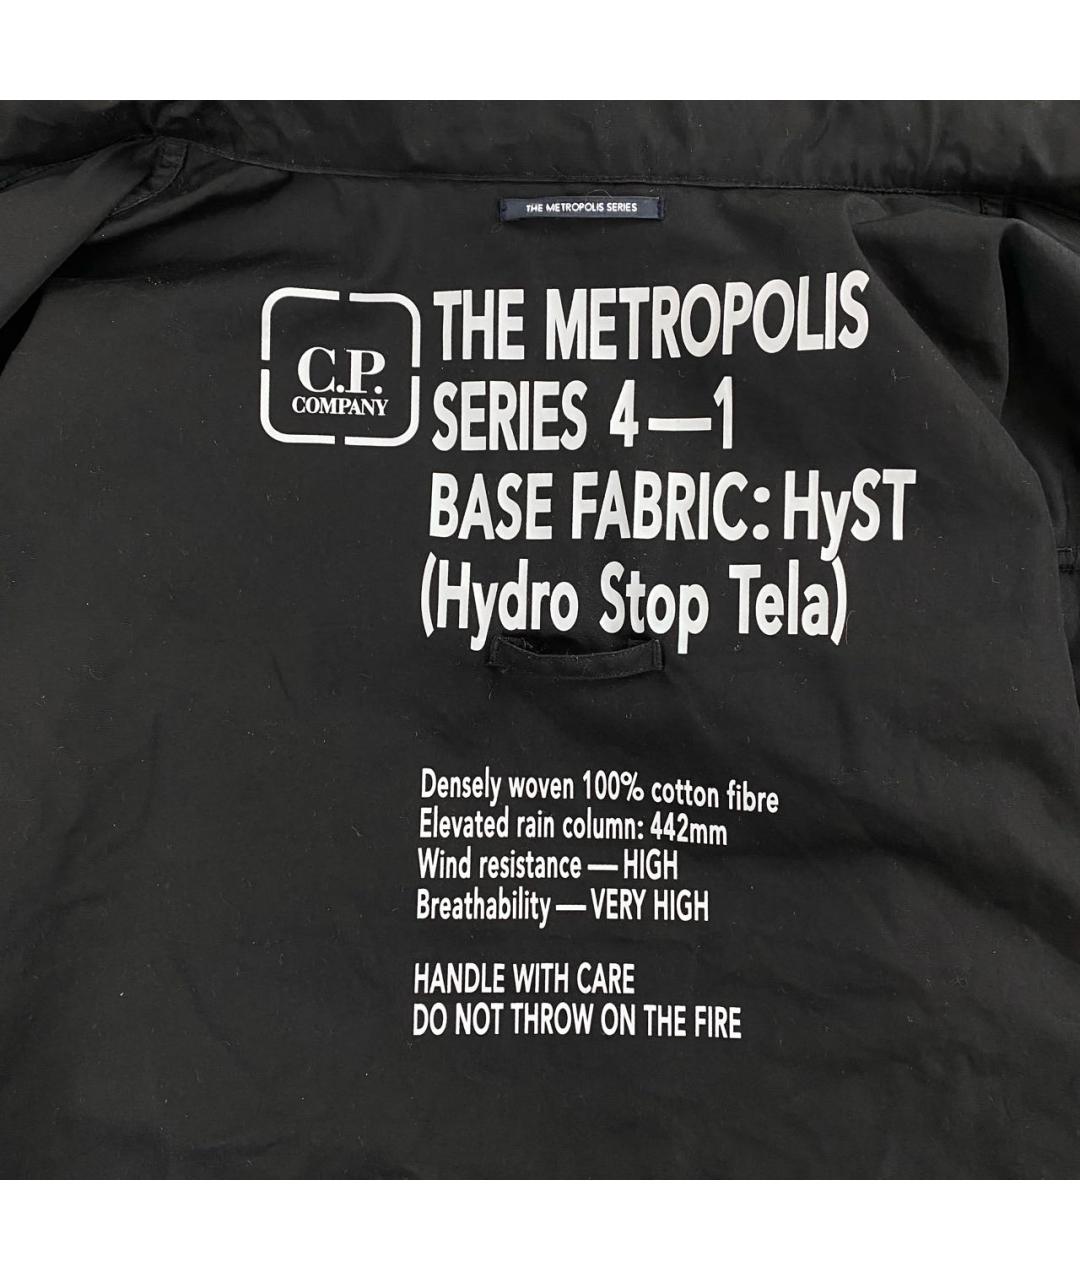 THE METROPOLIS SERIES
C.P.
COMPANY
THE METROPOLIS
SERIES 4—1
BASE FABRIC: HyST
(Hydro Stop Tela)
Densely woven 100% cotton fibre
Elevated rain column: 442mm
Wind resistance — HIGH
Breathability — VERY HIGH
HANDLE WITH CARE
DO NOT THROW ON THE FIRE